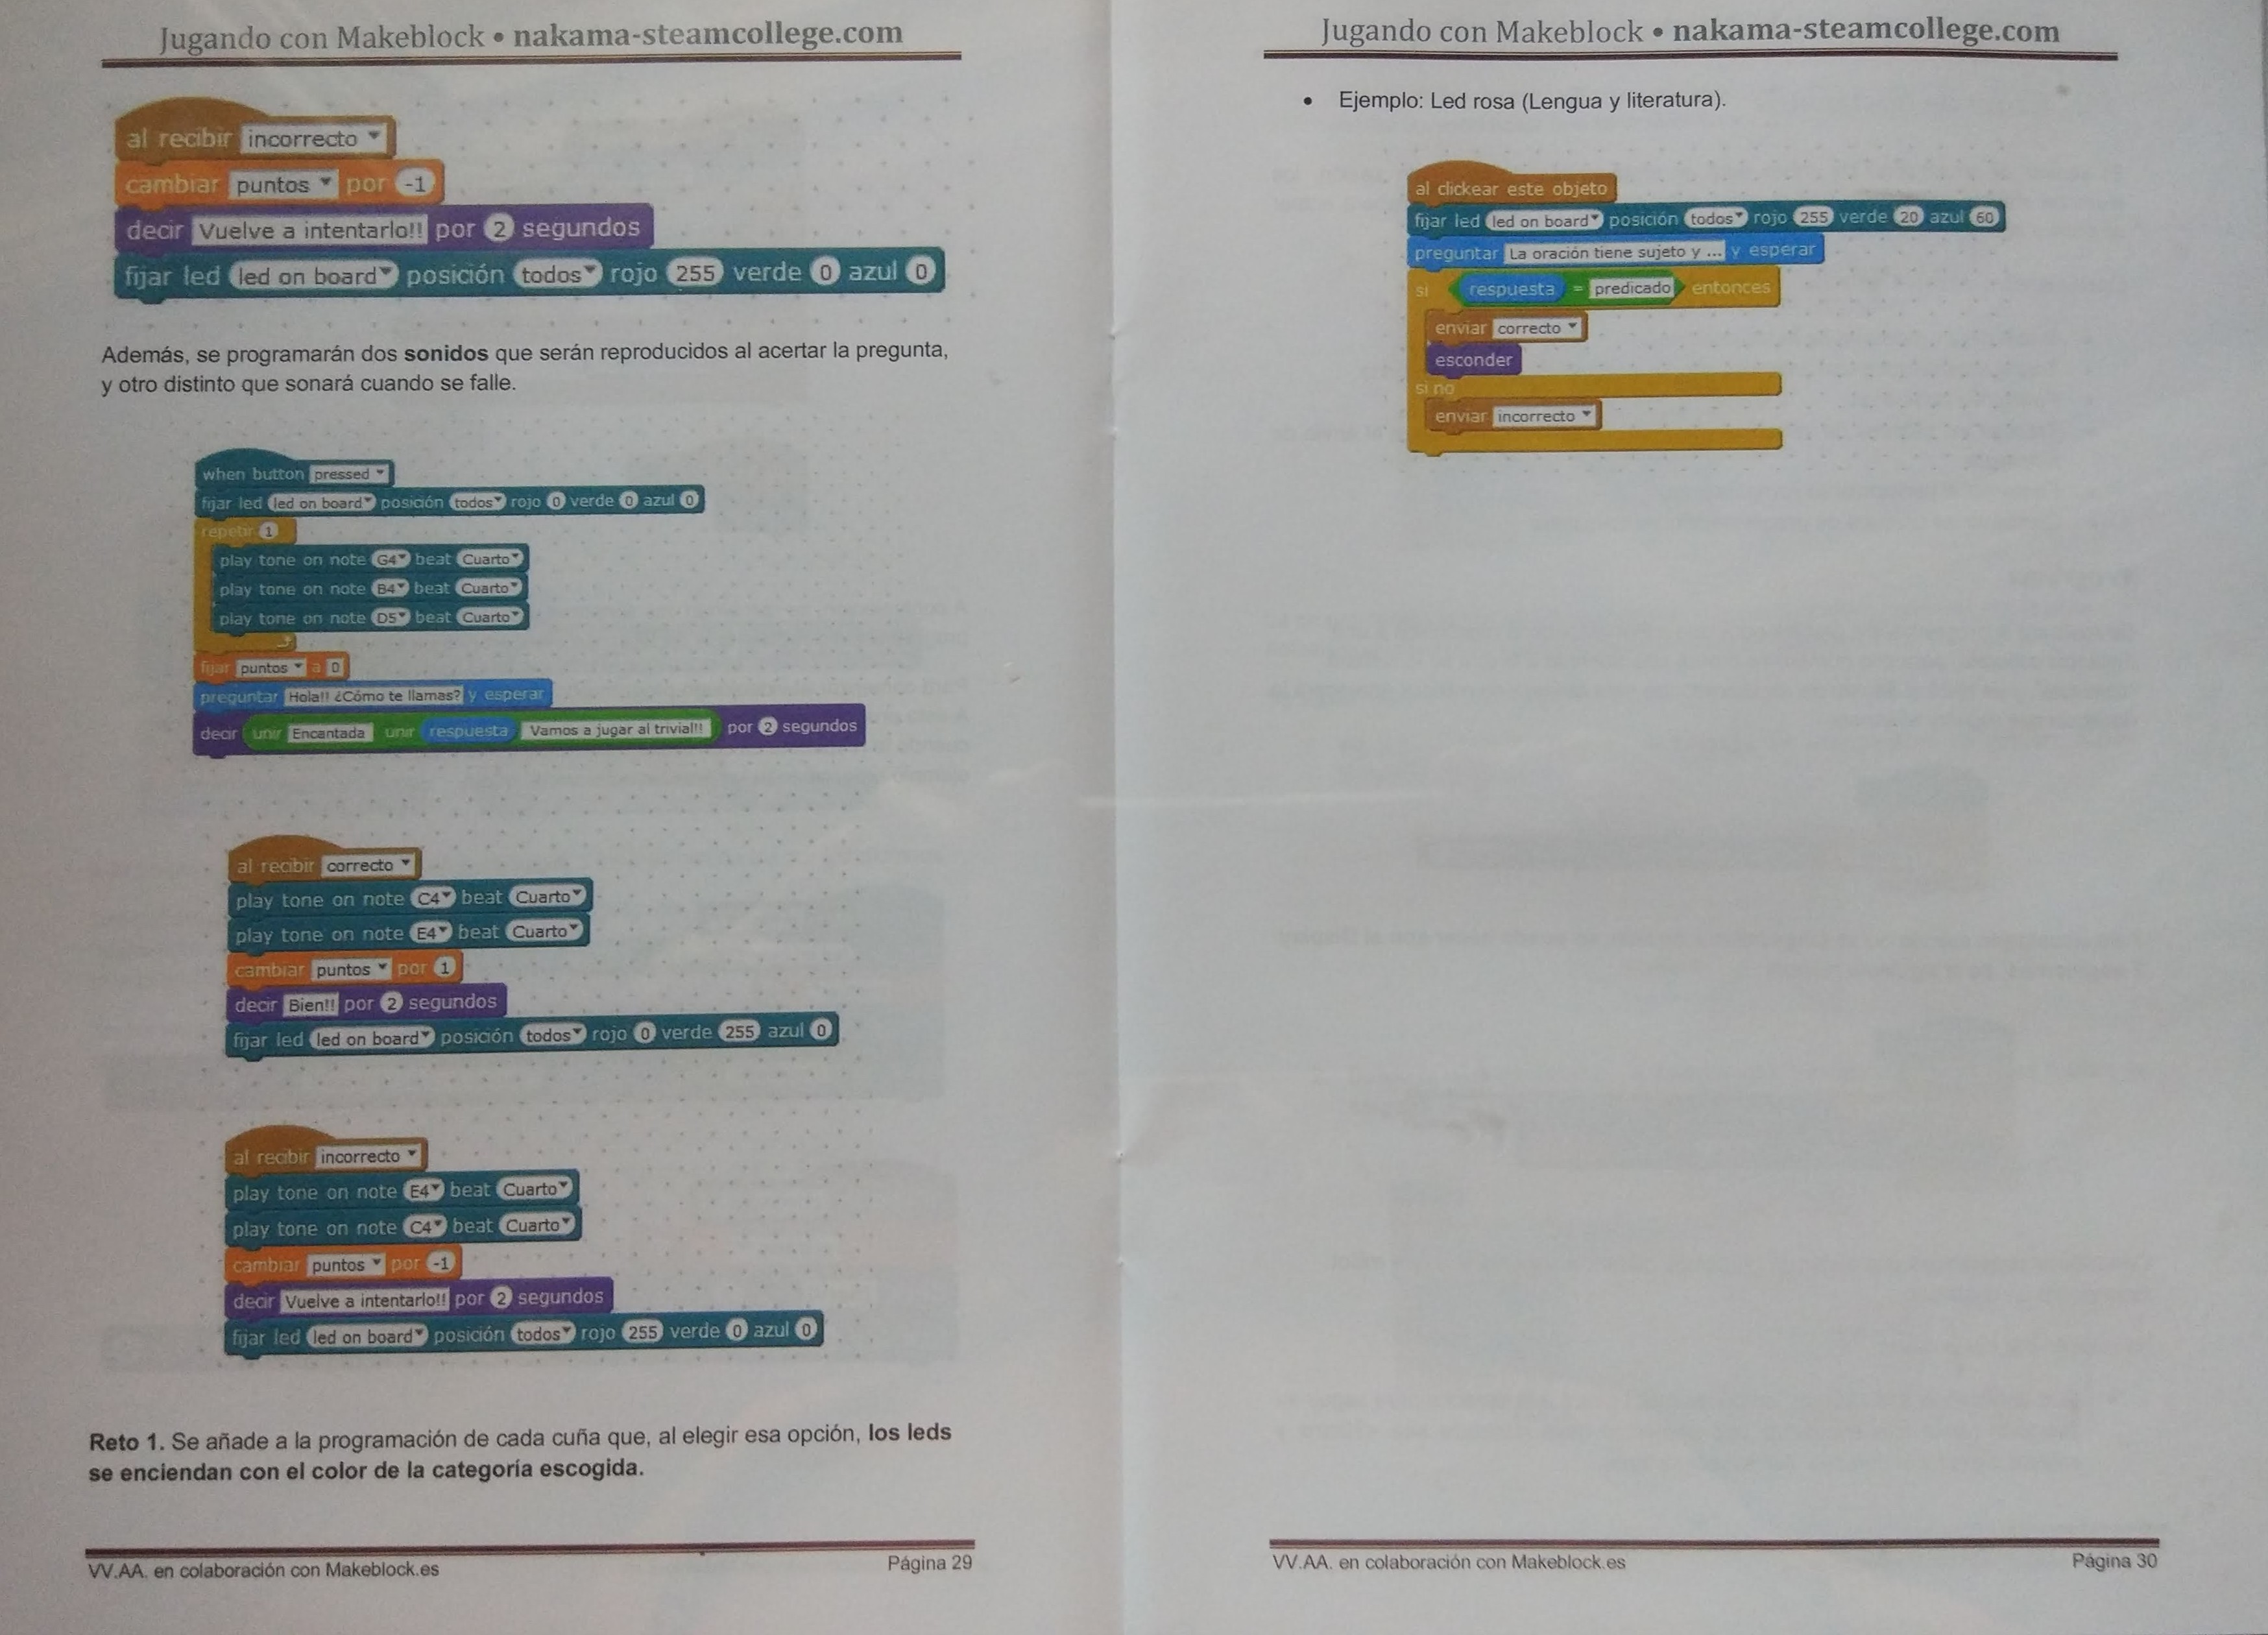 Jugando con Makeblock • nakama-steamcollege.com
al recibir incorrecto
cambiar puntos por -1
decir Vuelve a intentarlo!! por 2 segundos
fijar led led on board posición todos rojo 255 verde 0 azul 0
Además, se programarán dos sonidos que serán reproducidos al acertar la pregunta,
y otro distinto que sonará cuando se falle.
when button pressed
fijar led led on board posición todos rojo 0 verde 0 azul 0
repetir 1
play tone on note G4 beat Cuarto
play tone on note B4 beat Cuarto
play tone on note D5 beat Cuarto
fijar puntos a 0
preguntar Hola!! ¿Cómo te llamas? y esperar
decir unir Encantada unir respuesta Vamos a jugar al trivial!! por 2 segundos
al recibir correcto
play tone on note C4 beat Cuarto
play tone on note E4 beat Cuarto
cambiar puntos por 1
decir Bien!! por 2 segundos
fijar led led on board posición todos rojo 0 verde 255 azul 0
al recibir incorrecto
play tone on note E4 beat Cuarto
play tone on note C4 beat Cuarto
cambiar puntos por -1
decir Vuelve a intentarlo!! por 2 segundos
fijar led led on board posición todos rojo 255 verde 0 azul 0
Reto 1. Se añade a la programación de cada cuña que, al elegir esa opción, los leds
se enciendan con el color de la categoría escogida.
VV.AA. en colaboración con Makeblock.es Página 29
Jugando con Makeblock • nakama-steamcollege.com
• Ejemplo: Led rosa (Lengua y literatura).
al clickear este objeto
fijar led led on board posición todos rojo 255 verde 20 azul 60
preguntar La oración tiene sujeto y ... y esperar
si respuesta = predicado entonces
enviar correcto
esconder
si no
enviar incorrecto
VV.AA. en colaboración con Makeblock.es Página 30